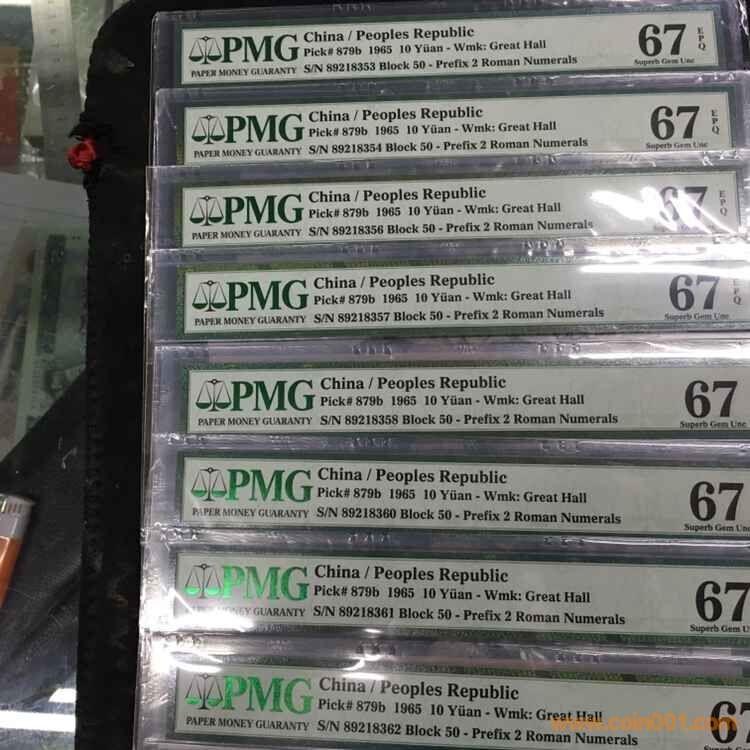 PMG
PAPER MONEY GUARANTY
China / Peoples Republic
Pick# 879b 1965 10 Yüan - Wmk: Great Hall
S/N 89218353 Block 50 - Prefix 2 Roman Numerals
67 EPQ
Superb Gem Unc
PMG
PAPER MONEY GUARANTY
China / Peoples Republic
Pick# 879b 1965 10 Yüan - Wmk: Great Hall
S/N 89218354 Block 50 - Prefix 2 Roman Numerals
67 EPQ
Superb Gem Unc
PMG
PAPER MONEY GUARANTY
China / Peoples Republic
Pick# 879b 1965 10 Yüan - Wmk: Great Hall
S/N 89218356 Block 50 - Prefix 2 Roman Numerals
67 EPQ
PMG
PAPER MONEY GUARANTY
China / Peoples Republic
Pick# 879b 1965 10 Yüan - Wmk: Great Hall
S/N 89218357 Block 50 - Prefix 2 Roman Numerals
67 EPQ
Superb Gem Unc
PMG
PAPER MONEY GUARANTY
China / Peoples Republic
Pick# 879b 1965 10 Yüan - Wmk: Great Hall
S/N 89218358 Block 50 - Prefix 2 Roman Numerals
67
Superb Gem Unc
PMG
PAPER MONEY GUARANTY
China / Peoples Republic
Pick# 879b 1965 10 Yüan - Wmk: Great Hall
S/N 89218360 Block 50 - Prefix 2 Roman Numerals
67
Superb Gem Unc
PMG
PAPER MONEY GUARANTY
China / Peoples Republic
Pick# 879b 1965 10 Yüan - Wmk: Great Hall
S/N 89218361 Block 50 - Prefix 2 Roman Numerals
67
Superb Gem U
PMG
PAPER MONEY GUARANTY
China / Peoples Republic
Pick# 879b 1965 10 Yüan - Wmk: Great Hall
S/N 89218362 Block 50 - Prefix 2 Roman Numerals
67
www.coin001.com